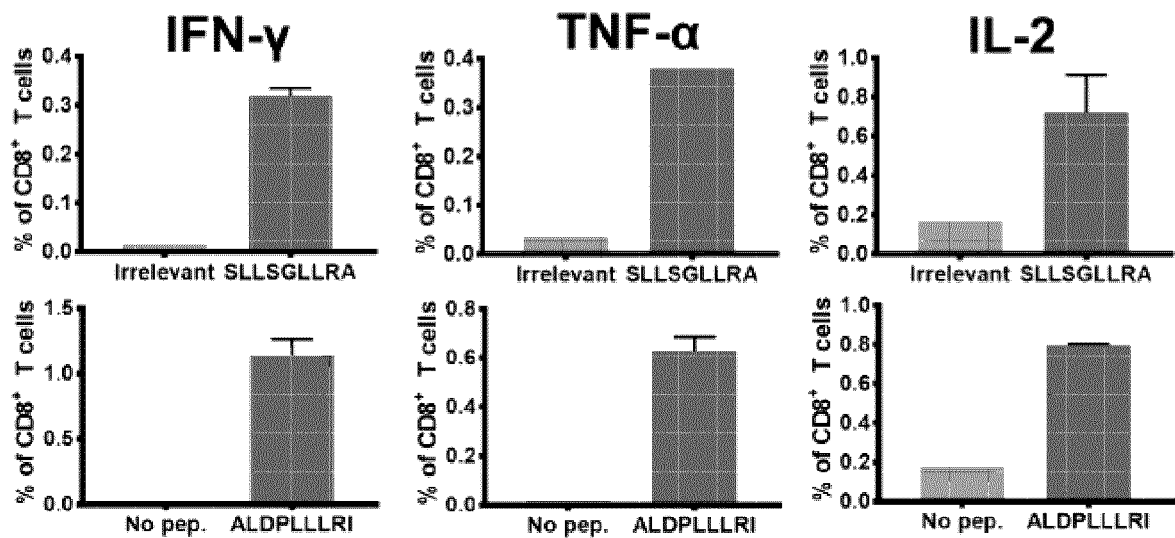 IFN-γ
TNF-α
IL-2
% of CD8+ T cells
0.4
0.3
0.2
0.1
0.0
Irrelevant SLLSGLLRA
% of CD8+ T cells
0.4
0.3
0.2
0.1
0.0
Irrelevant SLLSGLLRA
% of CD8+ T cells
1.0
0.8
0.6
0.4
0.2
0.0
Irrelevant SLLSGLLRA
% of CD8+ T cells
1.5
1.0
0.5
0.0
No pep. ALDPLLLRI
% of CD8+ T cells
0.8
0.6
0.4
0.2
0.0
No pep. ALDPLLLRI
% of CD8+ T cells
1.0
0.8
0.6
0.4
0.2
0.0
No pep. ALDPLLLRI